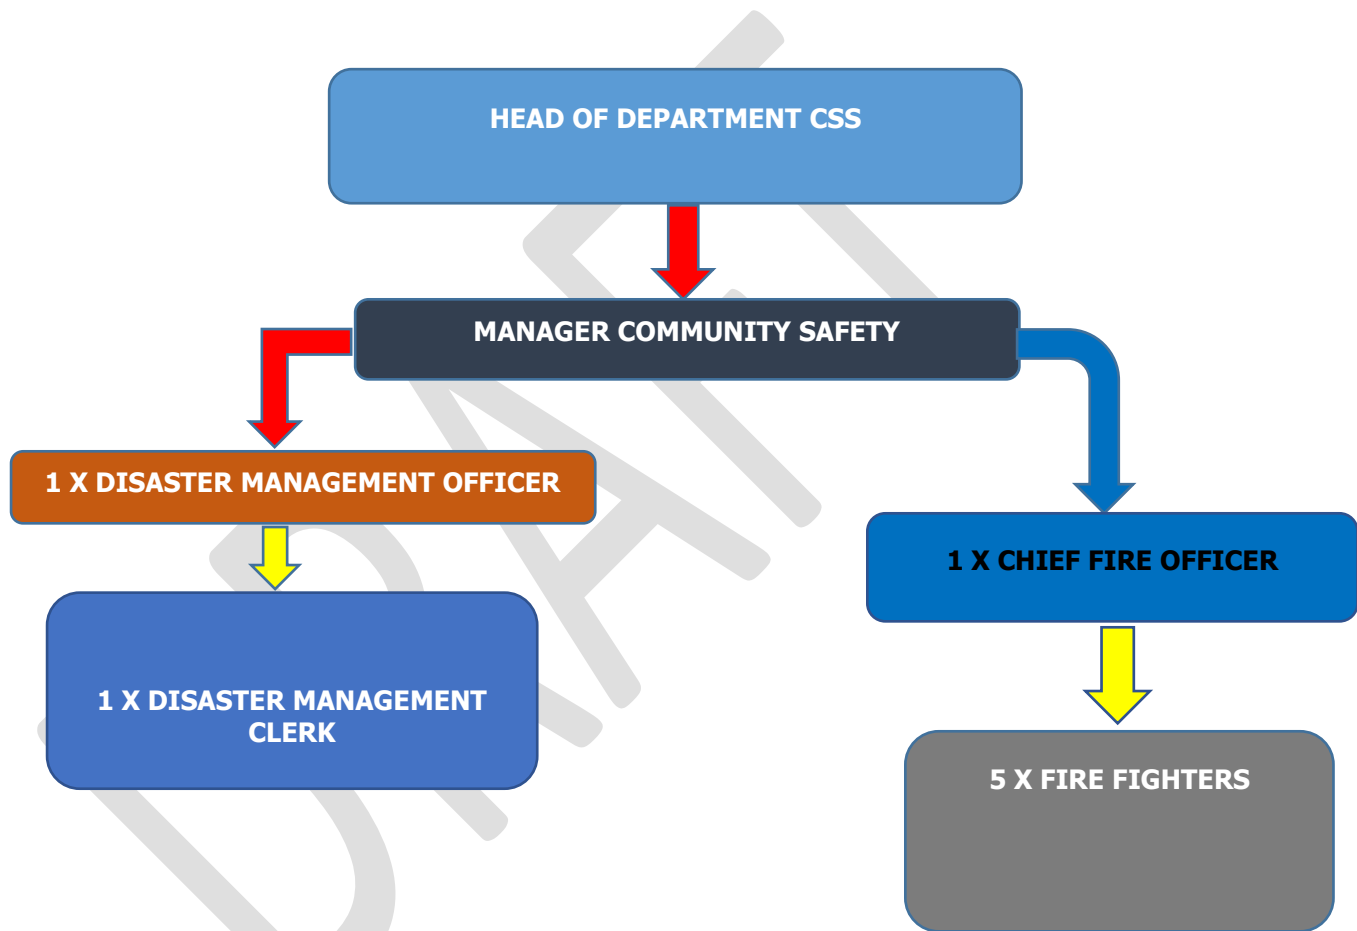 HEAD OF DEPARTMENT CSS
MANAGER COMMUNITY SAFETY
1 X DISASTER MANAGEMENT OFFICER
1 X CHIEF FIRE OFFICER
1 X DISASTER MANAGEMENT
CLERK
5 X FIRE FIGHTERS
DRAFT